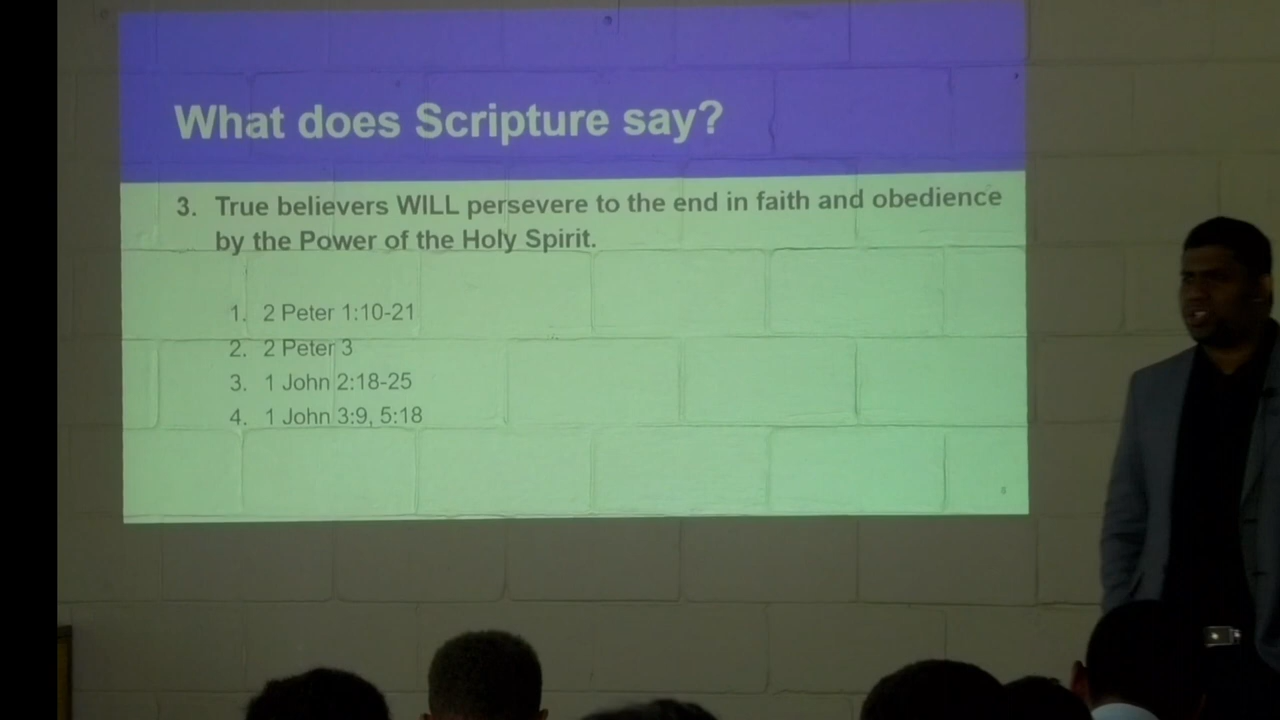 What does Scripture say?
3. True believers WILL persevere to the end in faith and obedience
by the Power of the Holy Spirit.
1. 2 Peter 1:10-21
2. 2 Peter 3
3. 1 John 2:18-25
4. 1 John 3:9, 5:18